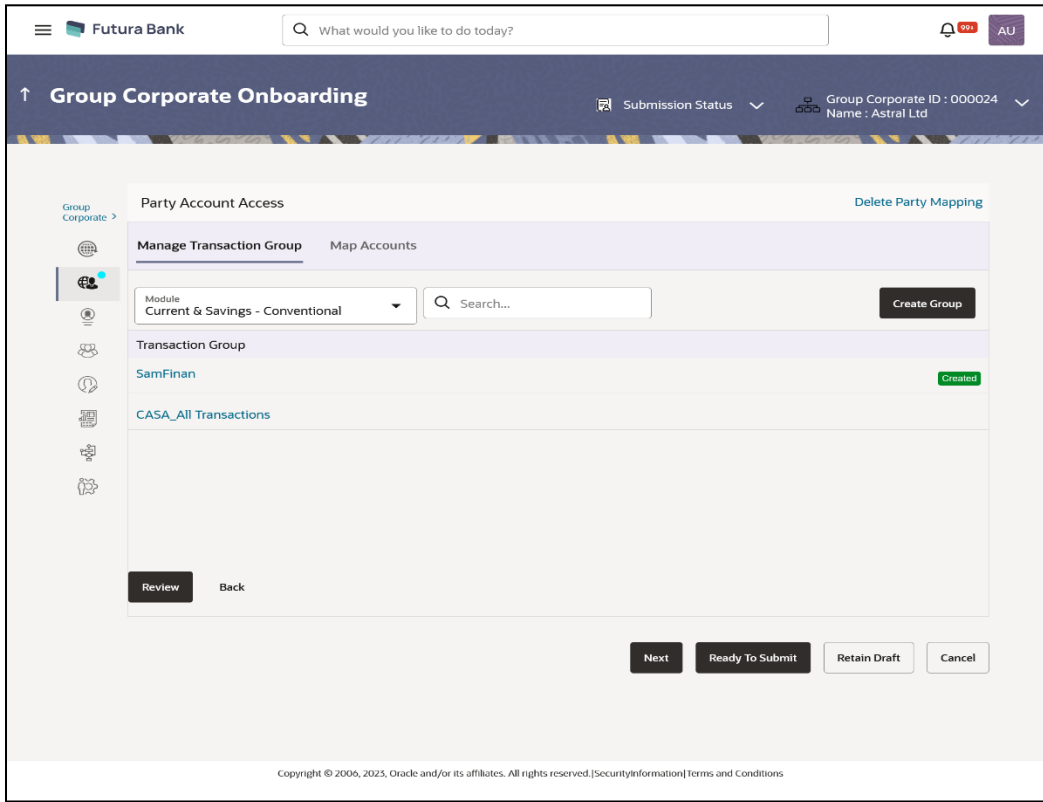 Futura Bank
What would you like to do today?
99+
AU
Group Corporate Onboarding
Submission Status
Group Corporate ID : 000024
Name : Astral Ltd
Group
Corporate >
Party Account Access
Delete Party Mapping
Manage Transaction Group
Map Accounts
Module
Current & Savings - Conventional
Search...
Create Group
Transaction Group
SamFinan
Created
CASA_All Transactions
Review
Back
Next
Ready To Submit
Retain Draft
Cancel
Copyright © 2006, 2023, Oracle and/or its affiliates. All rights reserved.|SecurityInformation|Terms and Conditions